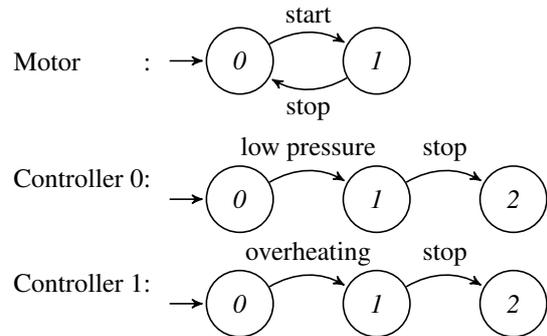 start
Motor : 0 1
stop
low pressure stop
Controller 0: 0 1 2
overheating stop
Controller 1: 0 1 2